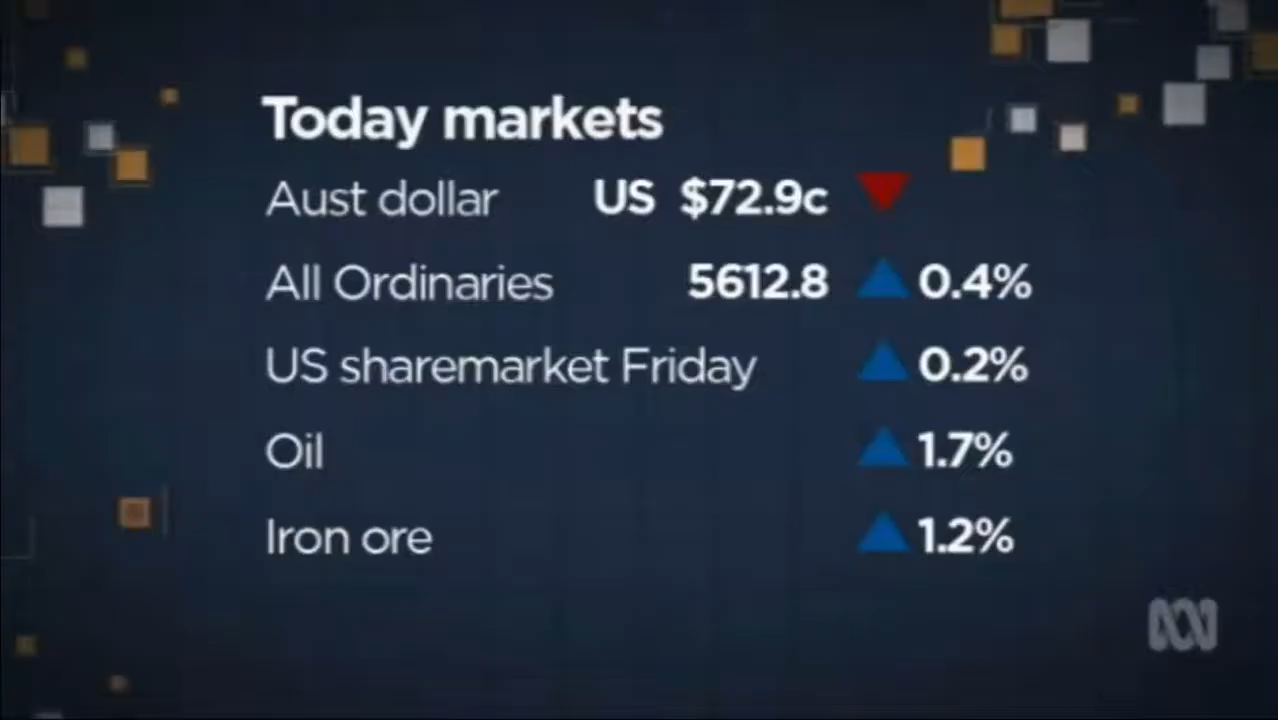 Today markets
Aust dollar US $72.9c
All Ordinaries 5612.8 0.4%
US sharemarket Friday 0.2%
Oil 1.7%
Iron ore 1.2%